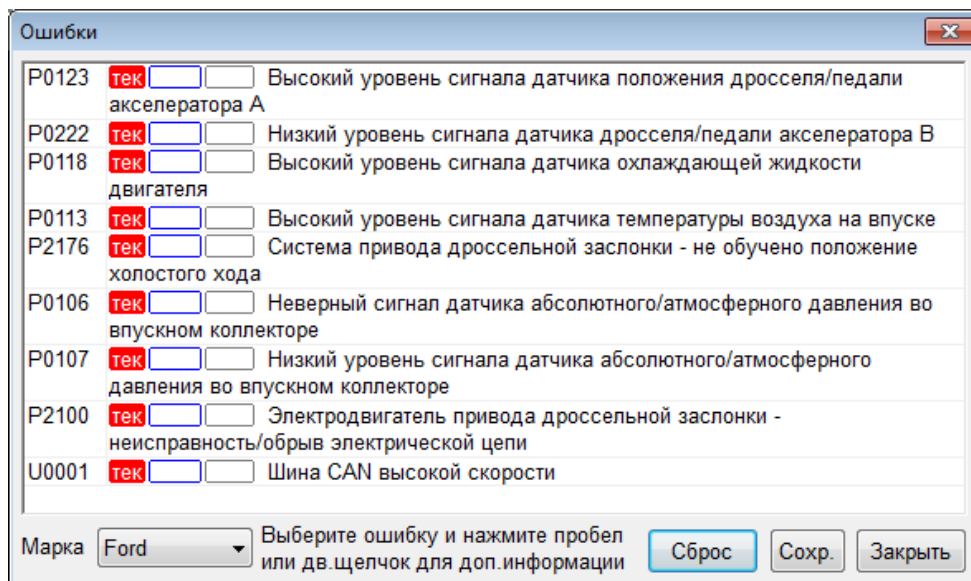 Ошибки
P0123 тек Высокий уровень сигнала датчика положения дросселя/педали
акселератора А
P0222 тек Низкий уровень сигнала датчика дросселя/педали акселератора В
P0118 тек Высокий уровень сигнала датчика охлаждающей жидкости
двигателя
P0113 тек Высокий уровень сигнала датчика температуры воздуха на впуске
P2176 тек Система привода дроссельной заслонки - не обучено положение
холостого хода
P0106 тек Неверный сигнал датчика абсолютного/атмосферного давления во
впускном коллекторе
P0107 тек Низкий уровень сигнала датчика абсолютного/атмосферного
давления во впускном коллекторе
P2100 тек Электродвигатель привода дроссельной заслонки -
неисправность/обрыв электрической цепи
U0001 тек Шина CAN высокой скорости
Марка Ford Выберите ошибку и нажмите пробел
или дв.щелчок для доп.информации Сброс Сохр. Закрыть